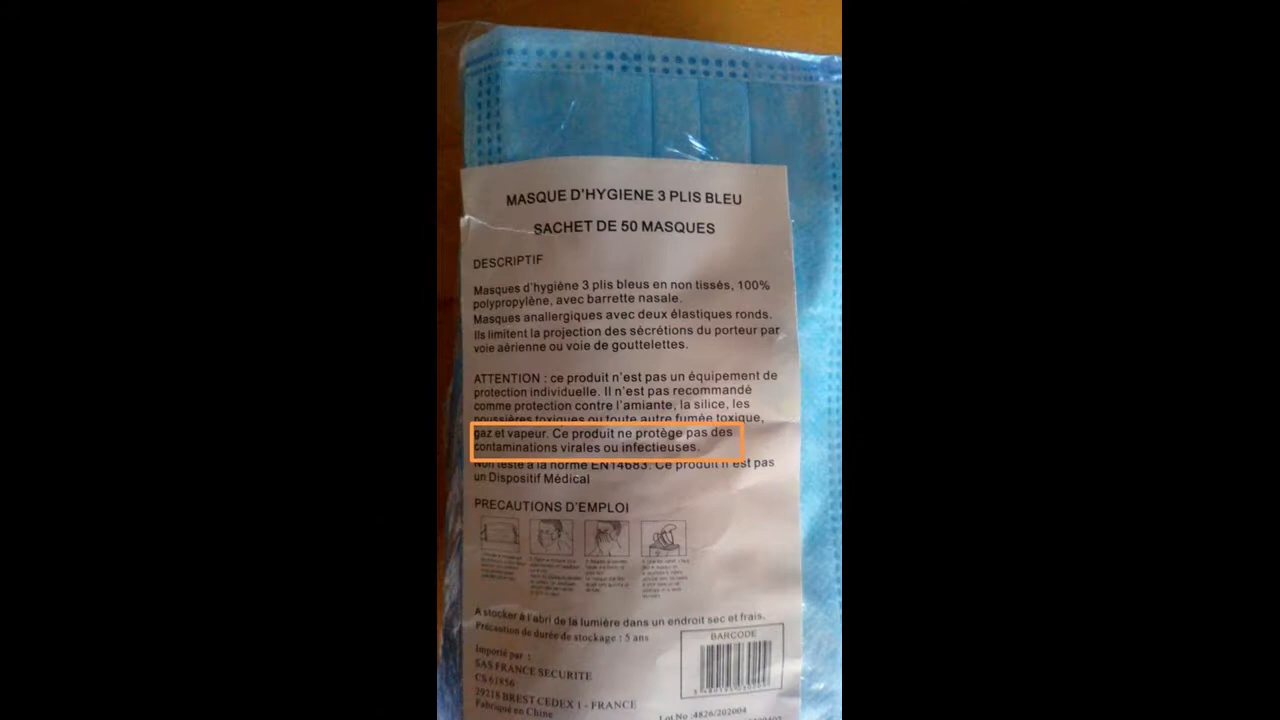 MASQUE D'HYGIENE 3 PLIS BLEU
SACHET DE 50 MASQUES
DESCRIPTIF
Masques d'hygiène 3 plis bleus en non tissés, 100%
polypropylène, avec barrette nasale.
Masques anallergiques avec deux élastiques ronds.
Ils limitent la projection des sécrétions du porteur par
voie aérienne ou voie de gouttelettes.
ATTENTION : ce produit n'est pas un équipement de
protection individuelle. Il n'est pas recommandé
comme protection contre l'amiante, la silice, les
poussières toxiques ou toute autre fumée toxique,
gaz et vapeur. Ce produit ne protège pas des
contaminations virales ou infectieuses.
Non testé à la norme EN14683. Ce produit n'est pas
un Dispositif Médical
PRECAUTIONS D'EMPLOI
A stocker à l'abri de la lumière dans un endroit sec et frais.
Précaution de durée de stockage : 5 ans
BARCODE
Importé par :
SAS FRANCE SECURITE
CS 61856
29218 BREST CEDEX 1 - FRANCE
Fabriqué en Chine
Lot No :4826/202004